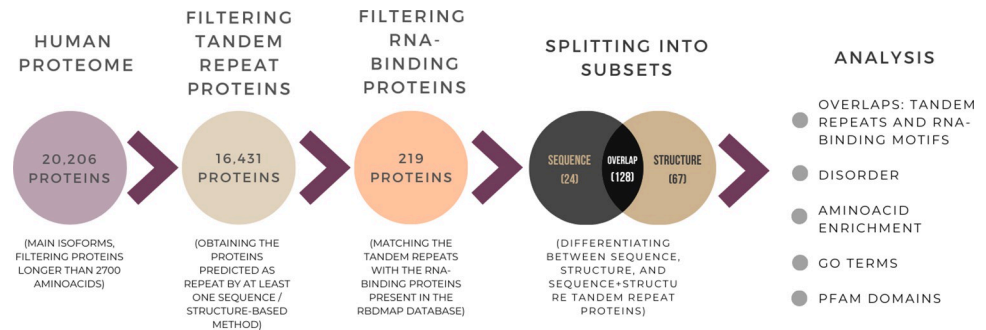 HUMAN
PROTEOME
20,206
PROTEINS
(MAIN ISOFORMS,
FILTERING PROTEINS
LONGER THAN 2700
AMINOACIDS)
FILTERING
TANDEM
REPEAT
PROTEINS
16,431
PROTEINS
(OBTAINING THE
PROTEINS
PREDICTED AS
REPEAT BY AT LEAST
ONE SEQUENCE /
STRUCTURE-BASED
METHOD)
FILTERING
RNA-
BINDING
PROTEINS
219
PROTEINS
(MATCHING THE
TANDEM REPEATS
WITH THE RNA-
BINDING PROTEINS
PRESENT IN THE
RBDMAP DATABASE)
SPLITTING INTO
SUBSETS
SEQUENCE
(24)
OVERLAP
(128)
STRUCTURE
(67)
(DIFFERENTIATING
BETWEEN SEQUENCE,
STRUCTURE, AND
SEQUENCE+STRUCTU
RE TANDEM REPEAT
PROTEINS)
ANALYSIS
OVERLAPS: TANDEM
REPEATS AND RNA-
BINDING MOTIFS
DISORDER
AMINOACID
ENRICHMENT
GO TERMS
PFAM DOMAINS